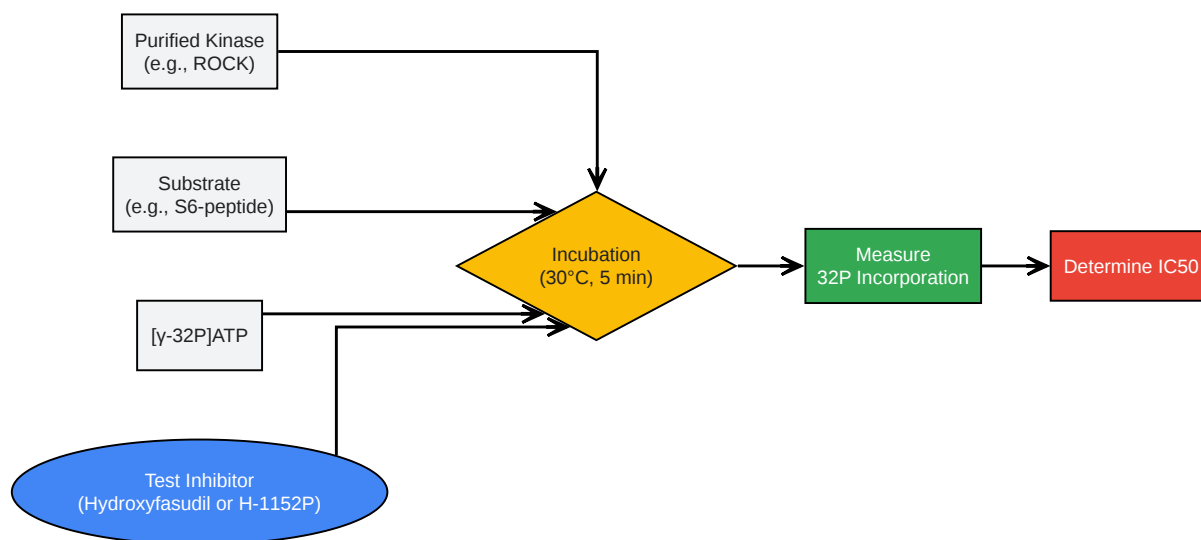 Purified Kinase
(e.g., ROCK)
Substrate
(e.g., S6-peptide)
[γ-32P]ATP
Test Inhibitor
(Hydroxyfasudil or H-1152P)
Incubation
(30°C, 5 min)
Measure
32P Incorporation
Determine IC50